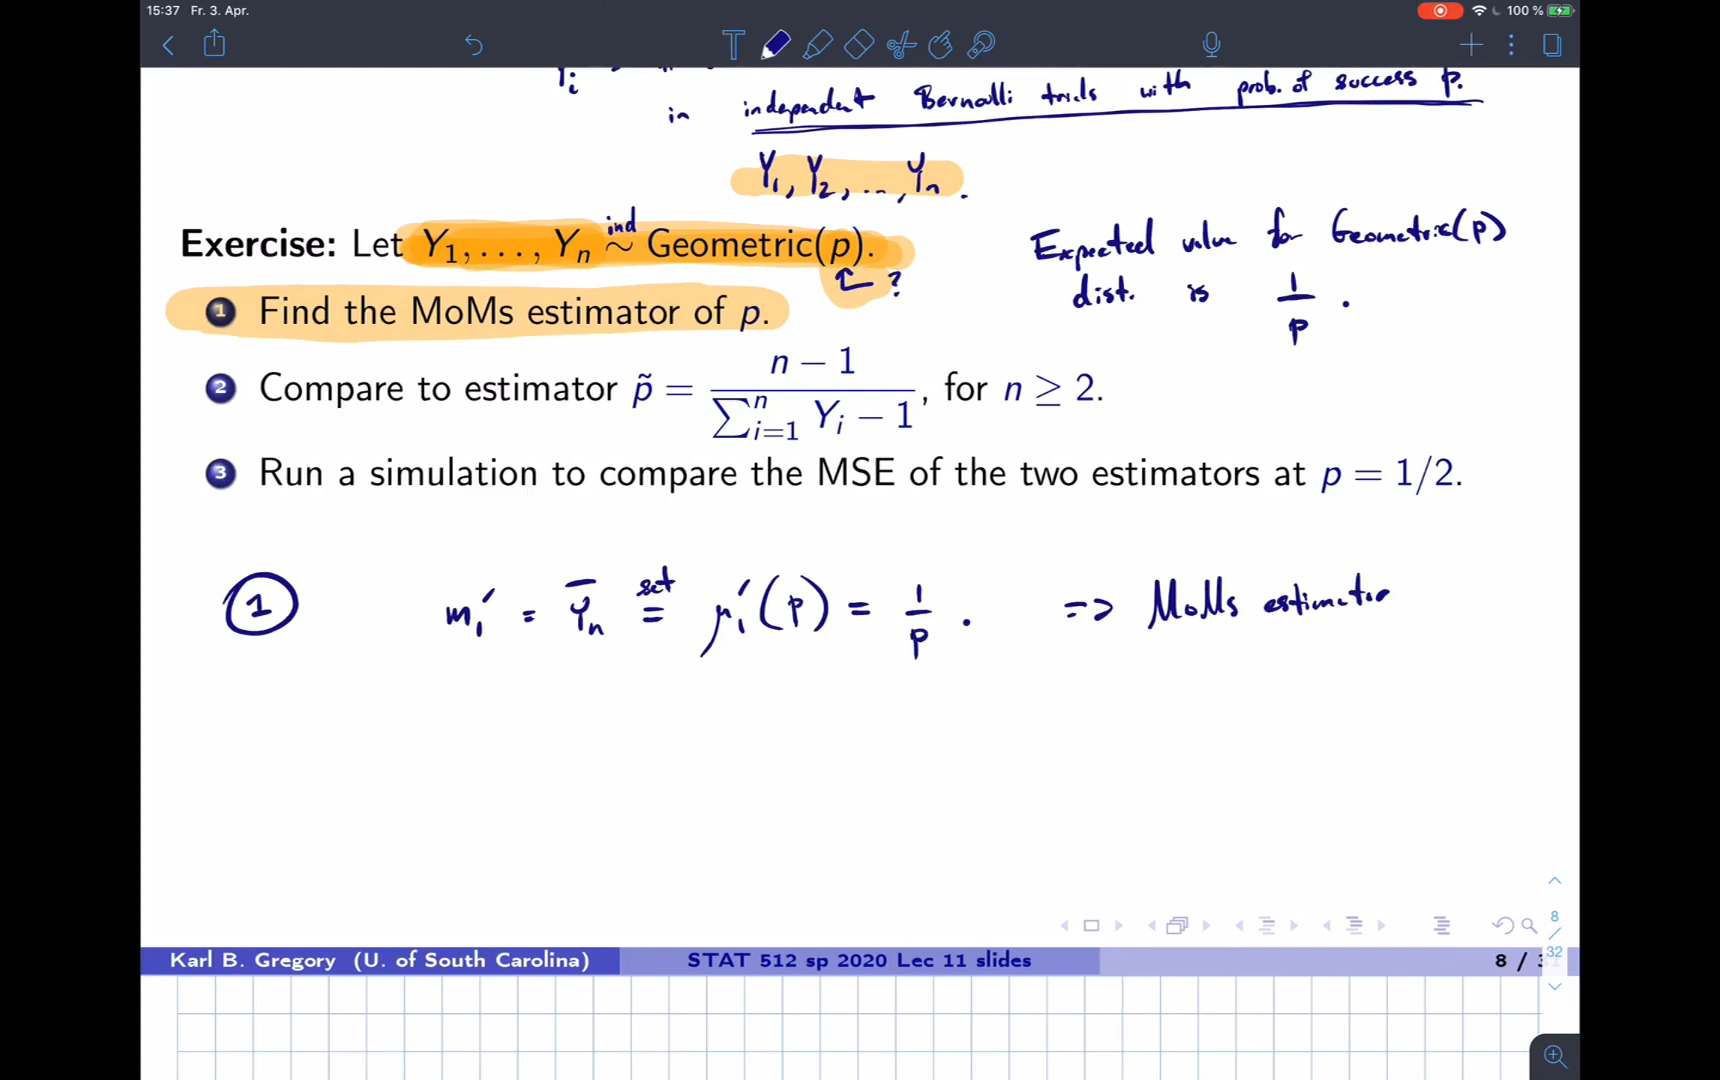 15:37 Fr. 3. Apr. 100 %
Yi
in independent Bernoulli trials with prob. of success p.
Y1, Y2, ..., Yn.
Exercise: Let Y1, . . . , Yn ind ∼ Geometric(p).
?
Expected value for Geometric(p)
dist. is 1/p .
1 Find the MoMs estimator of p.
2 Compare to estimator p̃ = (n − 1)/(∑ⁿᵢ₌₁ Yi − 1), for n ≥ 2.
3 Run a simulation to compare the MSE of the two estimators at p = 1/2.
① m₁′ = Ȳn set = μ₁′(p) = 1/p . => MoMs estimator
8 / 32
Karl B. Gregory (U. of South Carolina) STAT 512 sp 2020 Lec 11 slides 8 /